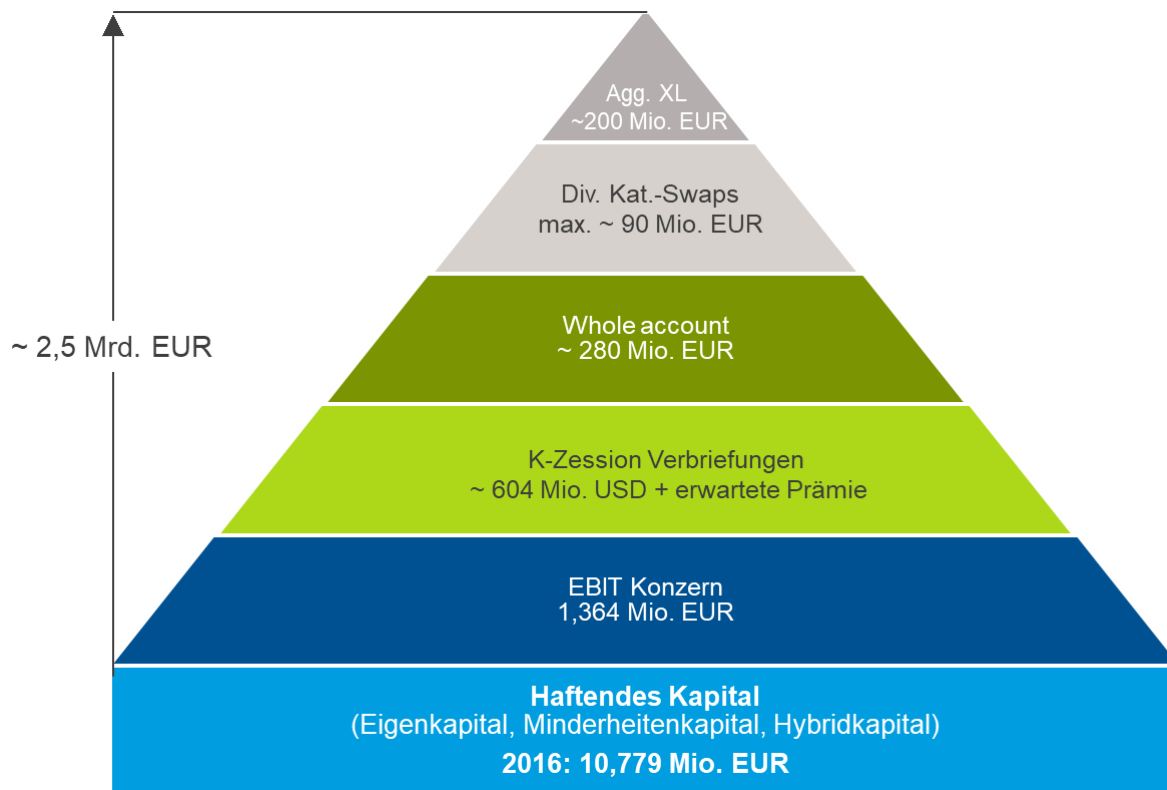 Agg. XL
~200 Mio. EUR
Div. Kat.-Swaps
max. ~ 90 Mio. EUR
Whole account
~ 280 Mio. EUR
~ 2,5 Mrd. EUR
K-Zession Verbriefungen
~ 604 Mio. USD + erwartete Prämie
EBIT Konzern
1,364 Mio. EUR
Haftendes Kapital
(Eigenkapital, Minderheitenkapital, Hybridkapital)
2016: 10,779 Mio. EUR